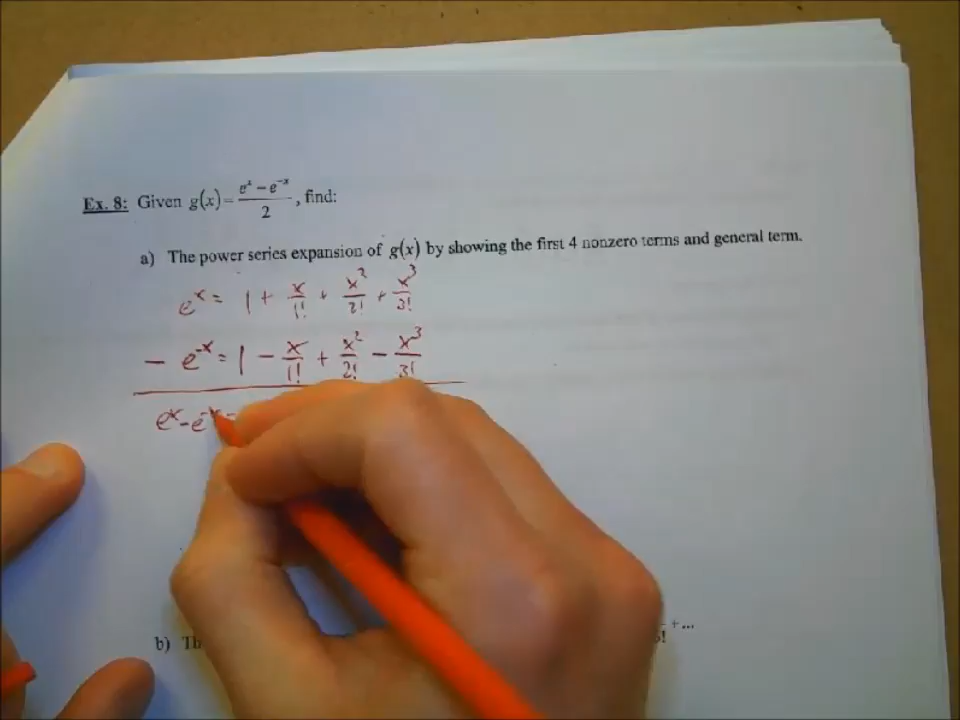 Ex. 8: Given g(x) = (e^x − e^−x)/2, find:
a) The power series expansion of g(x) by showing the first 4 nonzero terms and general term.
e^x = 1 + x/1! + x^2/2! + x^3/3!
− e^−x = 1 − x/1! + x^2/2! − x^3/3!
e^x − e^−x =
+ ...
b) Th